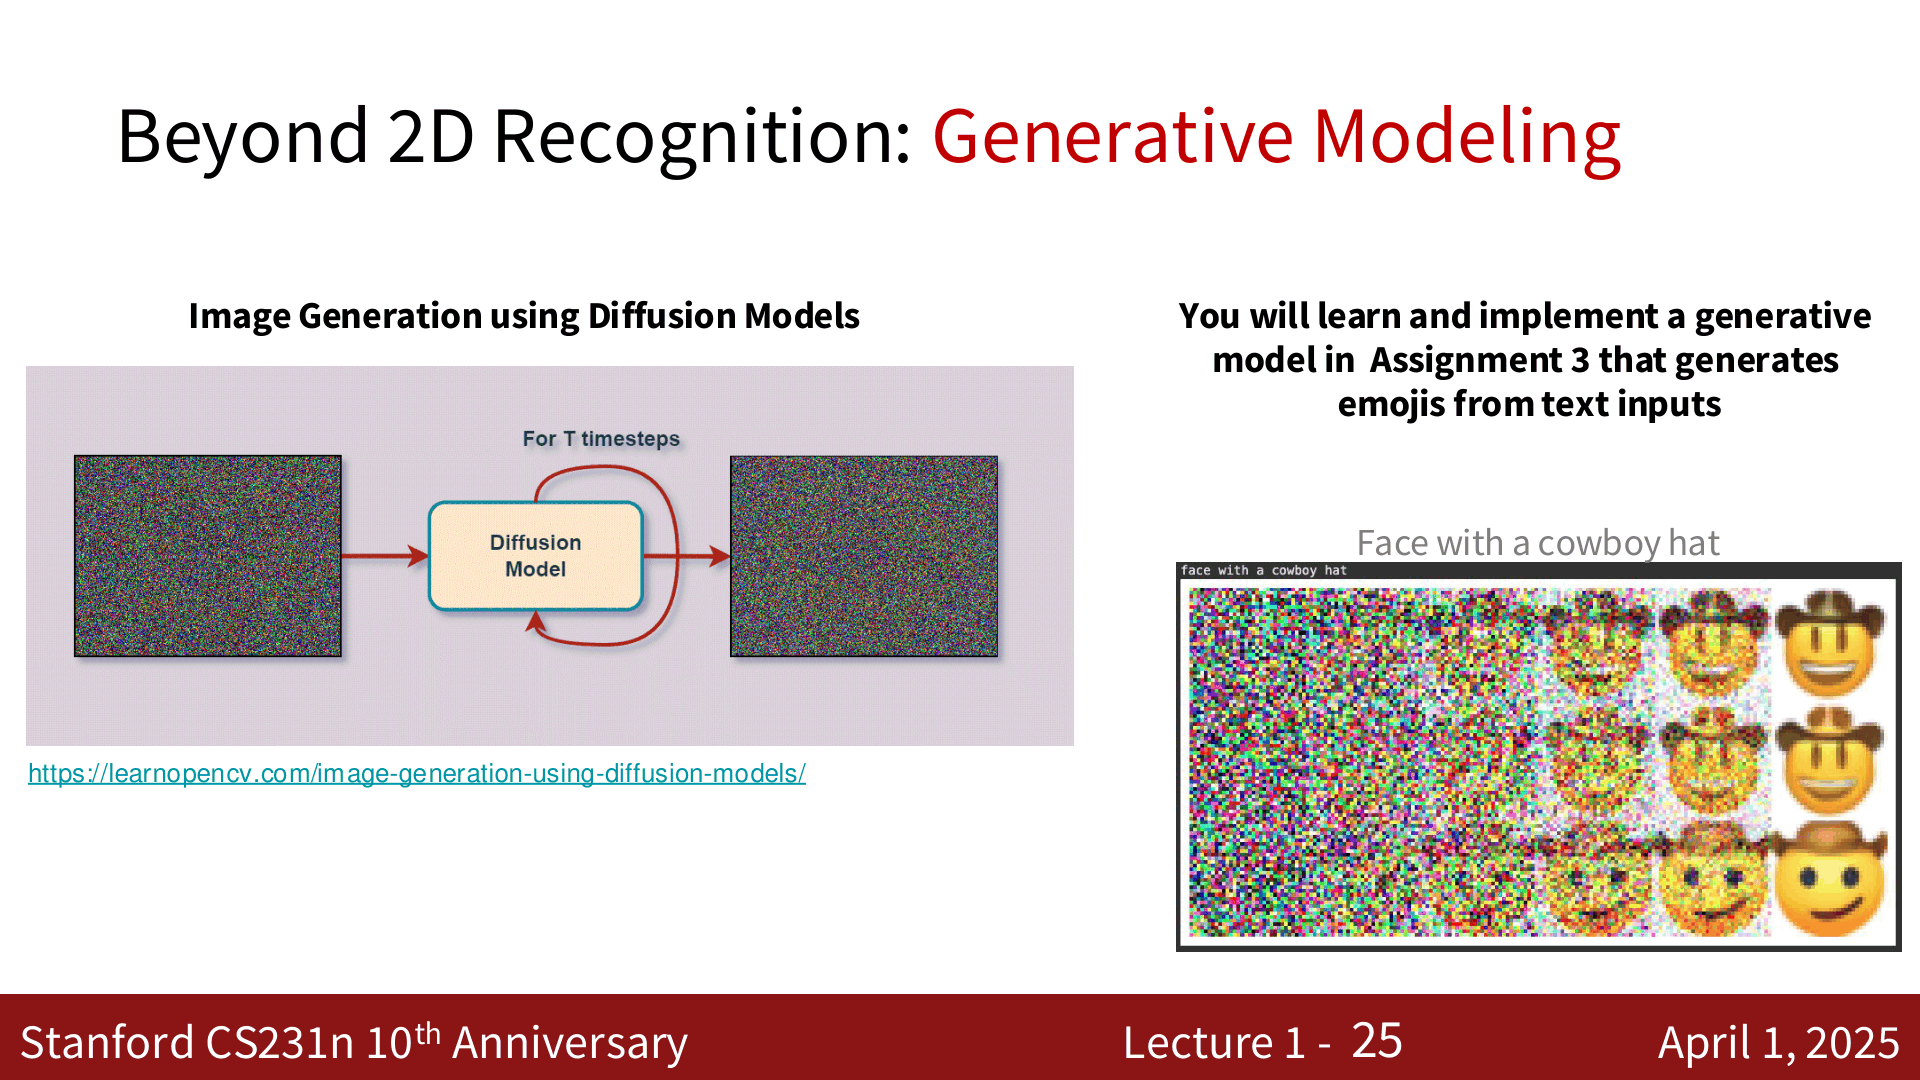 Beyond 2D Recognition: Generative Modeling
Image Generation using Diffusion Models
For T timesteps
Diffusion
Model
https://learnopencv.com/image-generation-using-diffusion-models/
You will learn and implement a generative
model in Assignment 3 that generates
emojis from text inputs
Face with a cowboy hat
face with a cowboy hat
Stanford CS231n 10th Anniversary
Lecture 1 - 25
April 1, 2025